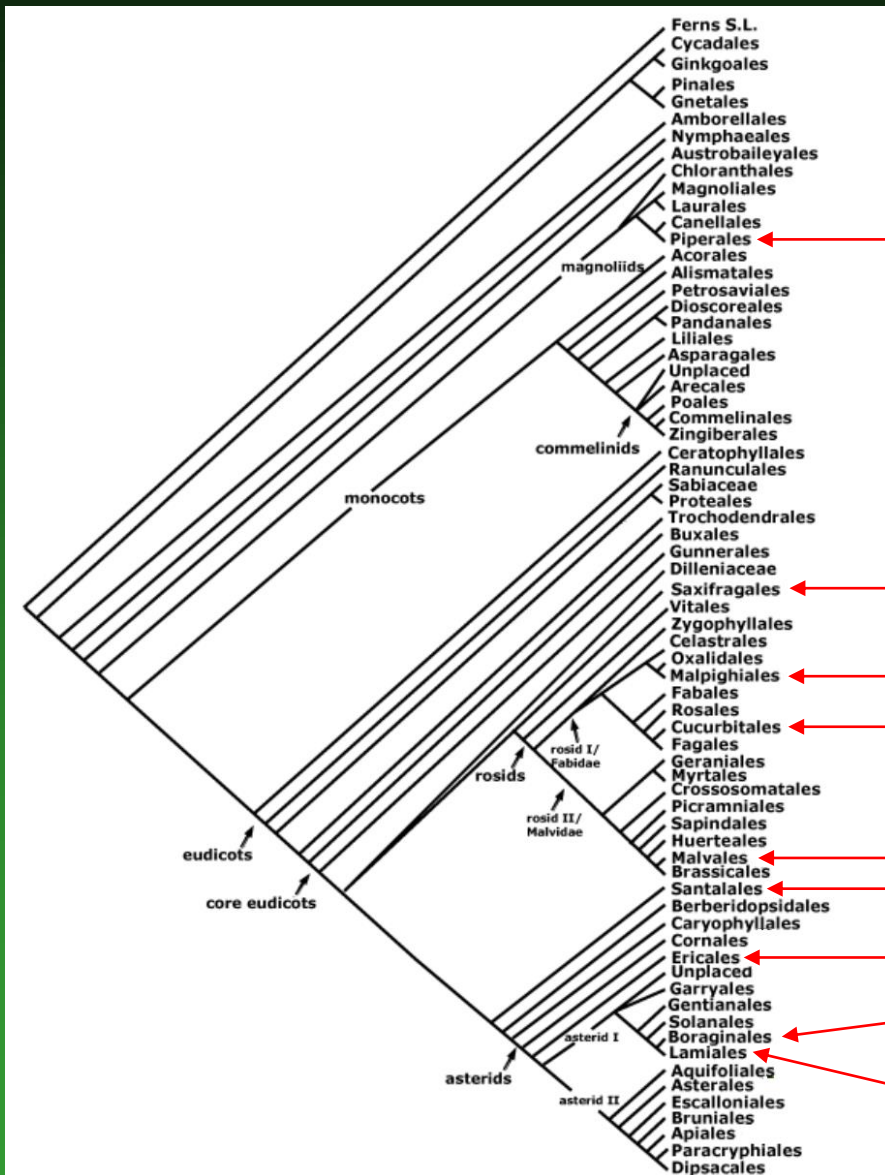 Ferns S.L.
Cycadales
Ginkgoales
Pinales
Gnetales
Amborellales
Nymphaeales
Austrobaileyales
Chloranthales
Magnoliales
Laurales
Canellales
Piperales
magnoliids
Acorales
Alismatales
Petrosaviales
Dioscoreales
Pandanales
Liliales
Asparagales
Unplaced
Arecales
Poales
Commelinales
Zingiberales
commelinids
monocots
Ceratophyllales
Ranunculales
Sabiaceae
Proteales
Trochodendrales
Buxales
Gunnerales
Dilleniaceae
Saxifragales
Vitales
Zygophyllales
Celastrales
Oxalidales
Malpighiales
Fabales
Rosales
Cucurbitales
Fagales
rosid I/
Fabidae
rosids
Geraniales
Myrtales
Crossosomatales
Picramniales
Sapindales
Huerteales
Malvales
Brassicales
rosid II/
Malvidae
eudicots
core eudicots
Santalales
Berberidopsidales
Caryophyllales
Cornales
Ericales
Unplaced
Garryales
Gentianales
Solanales
Boraginales
Lamiales
asterid I
asterids
asterid II
Aquifoliales
Asterales
Escalloniales
Bruniales
Apiales
Paracryphiales
Dipsacales